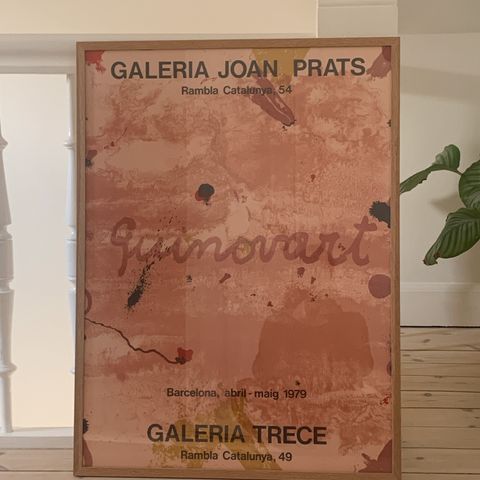 GALERIA JOAN PRATS
Rambla Catalunya, 54
Guinovart
Barcelona, abril - maig 1979
GALERIA TRECE
Rambla Catalunya, 49